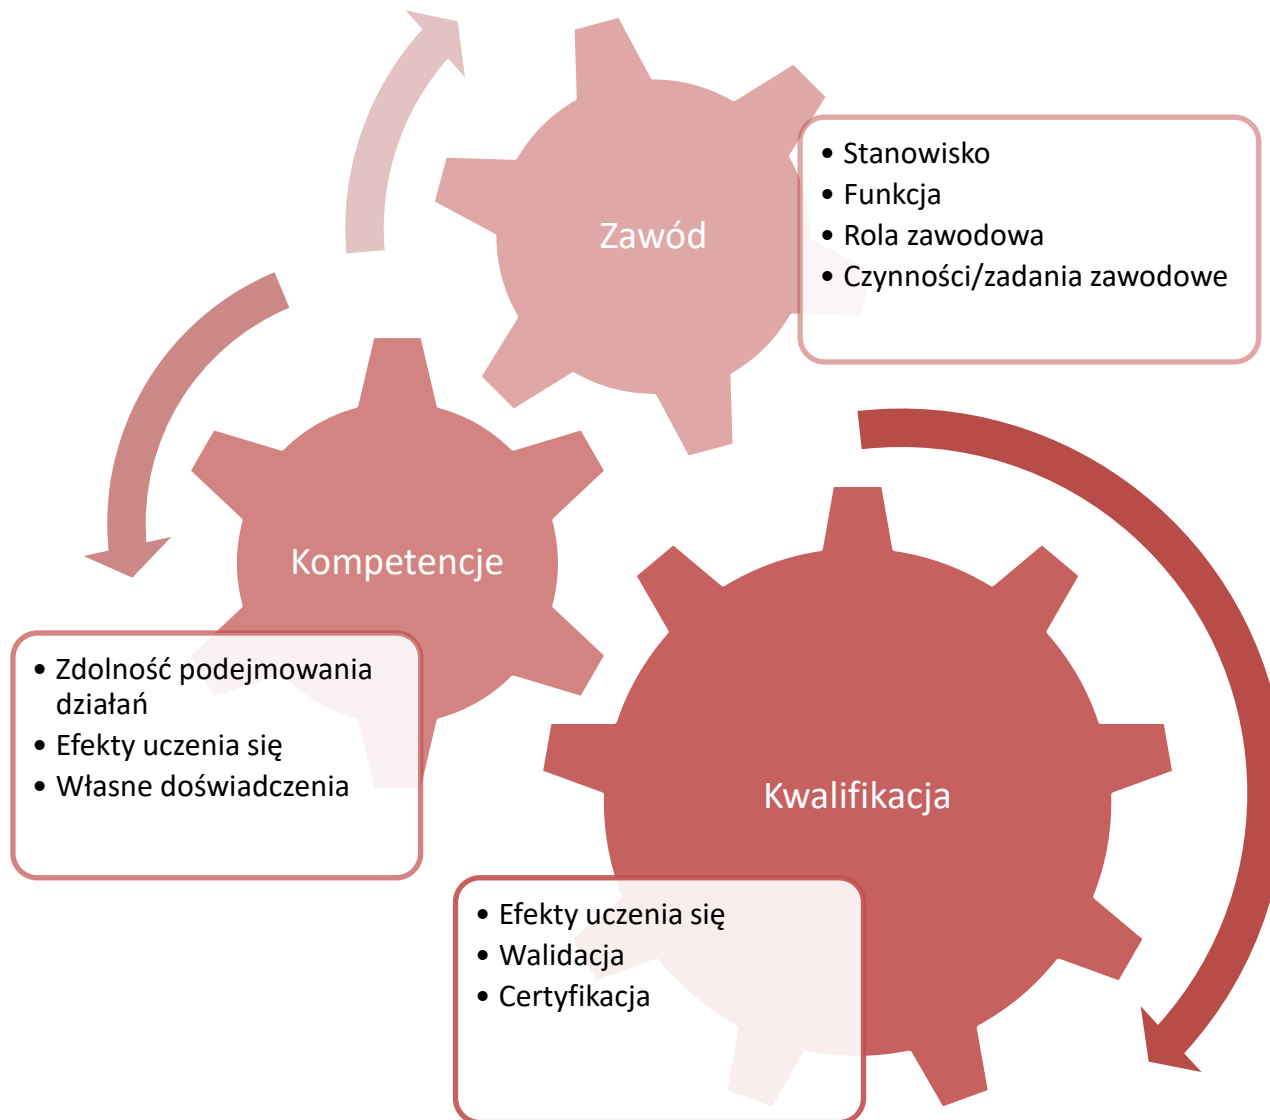 Zawód
• Stanowisko
• Funkcja
• Rola zawodowa
• Czynności/zadania zawodowe
Kompetencje
• Zdolność podejmowania
działań
• Efekty uczenia się
• Własne doświadczenia
Kwalifikacja
• Efekty uczenia się
• Walidacja
• Certyfikacja